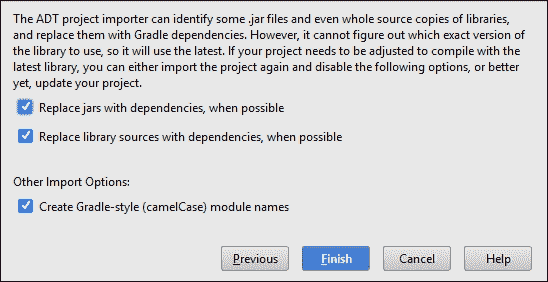 The ADT project importer can identify some .jar files and even whole source copies of libraries,
and replace them with Gradle dependencies. However, it cannot figure out which exact version of
the library to use, so it will use the latest. If your project needs to be adjusted to compile with the
latest library, you can either import the project again and disable the following options, or better
yet, update your project.
Replace jars with dependencies, when possible
Replace library sources with dependencies, when possible
Other Import Options:
Create Gradle-style (camelCase) module names
Previous Finish Cancel Help